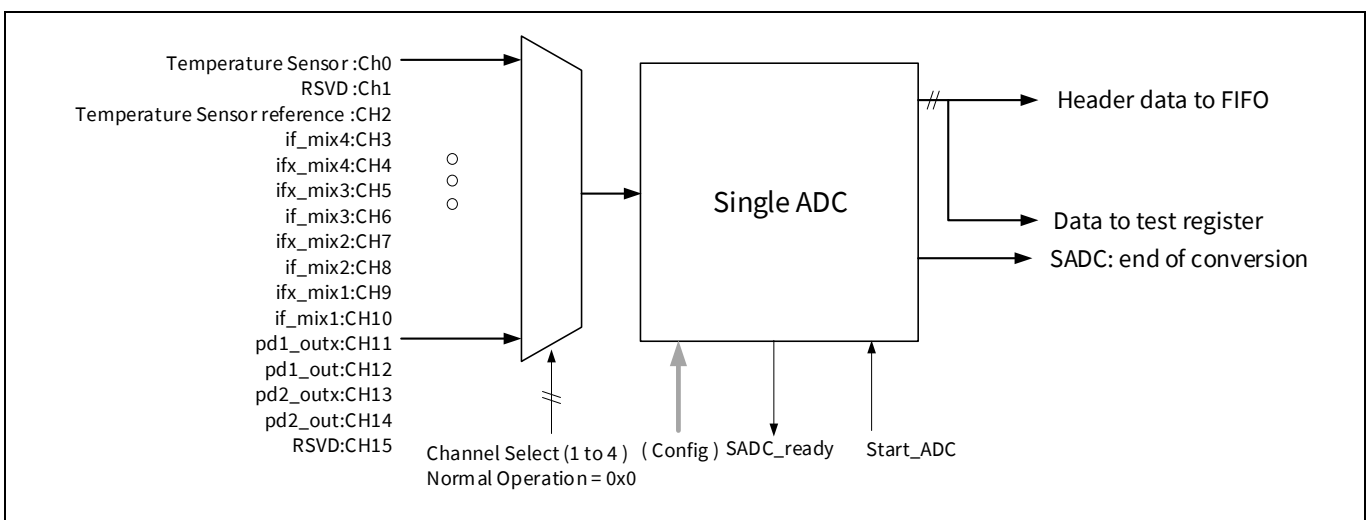 Temperature Sensor :Ch0
RSVD :Ch1
Temperature Sensor reference :CH2
if_mix4:CH3
ifx_mix4:CH4
ifx_mix3:CH5
if_mix3:CH6
ifx_mix2:CH7
if_mix2:CH8
ifx_mix1:CH9
if_mix1:CH10
pd1_outx:CH11
pd1_out:CH12
pd2_outx:CH13
pd2_out:CH14
RSVD:CH15
Channel Select (1 to 4 )
Normal Operation = 0x0
Single ADC
( Config )
SADC_ready
Start_ADC
Header data to FIFO
Data to test register
SADC: end of conversion